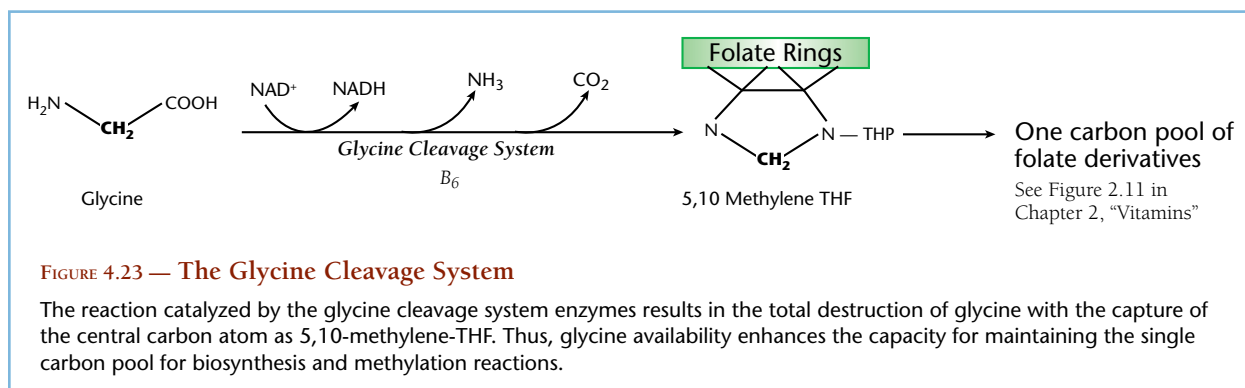 Folate Rings
NAD⁺ NADH NH₃ CO₂
H₂N COOH
CH₂
N N — THP
CH₂
Glycine Cleavage System
B₆
Glycine
5,10 Methylene THF
One carbon pool of
folate derivatives
See Figure 2.11 in
Chapter 2, “Vitamins”
FIGURE 4.23 — The Glycine Cleavage System
The reaction catalyzed by the glycine cleavage system enzymes results in the total destruction of glycine with the capture of
the central carbon atom as 5,10-methylene-THF. Thus, glycine availability enhances the capacity for maintaining the single
carbon pool for biosynthesis and methylation reactions.